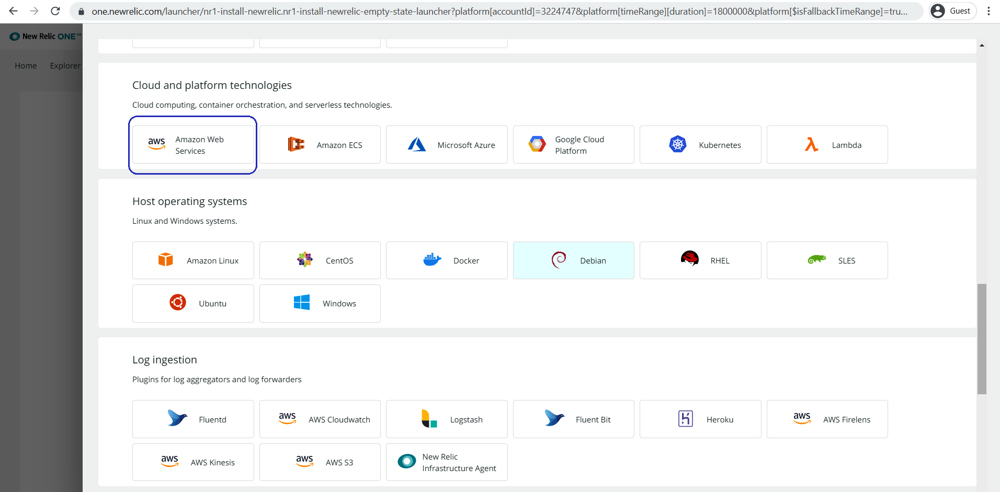 one.newrelic.com/launcher/nr1-install-newrelic.nr1-install-newrelic-empty-state-launcher?platform[accountId]=3224747&platform[timeRange][duration]=1800000&platform[$isFallbackTimeRange]=tru...
Guest
New Relic ONE™
Home Explorer
Cloud and platform technologies
Cloud computing, container orchestration, and serverless technologies.
aws
Amazon Web
Services
Amazon ECS
Microsoft Azure
Google Cloud
Platform
Kubernetes
Lambda
Host operating systems
Linux and Windows systems.
Amazon Linux
CentOS
Docker
Debian
RHEL
SLES
Ubuntu
Windows
Log ingestion
Plugins for log aggregators and log forwarders
Fluentd
aws
AWS Cloudwatch
Logstash
Fluent Bit
Heroku
aws
AWS Firelens
aws
AWS Kinesis
aws
AWS S3
New Relic
Infrastructure Agent